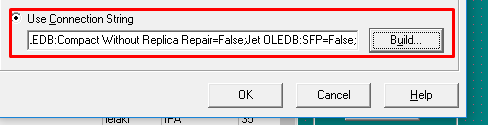 Use Connection String
.EDB:Compact Without Replica Repair=False;Jet OLEDB:SFP=False;
Build...
OK
Cancel
Help
lelaki
IPA
35